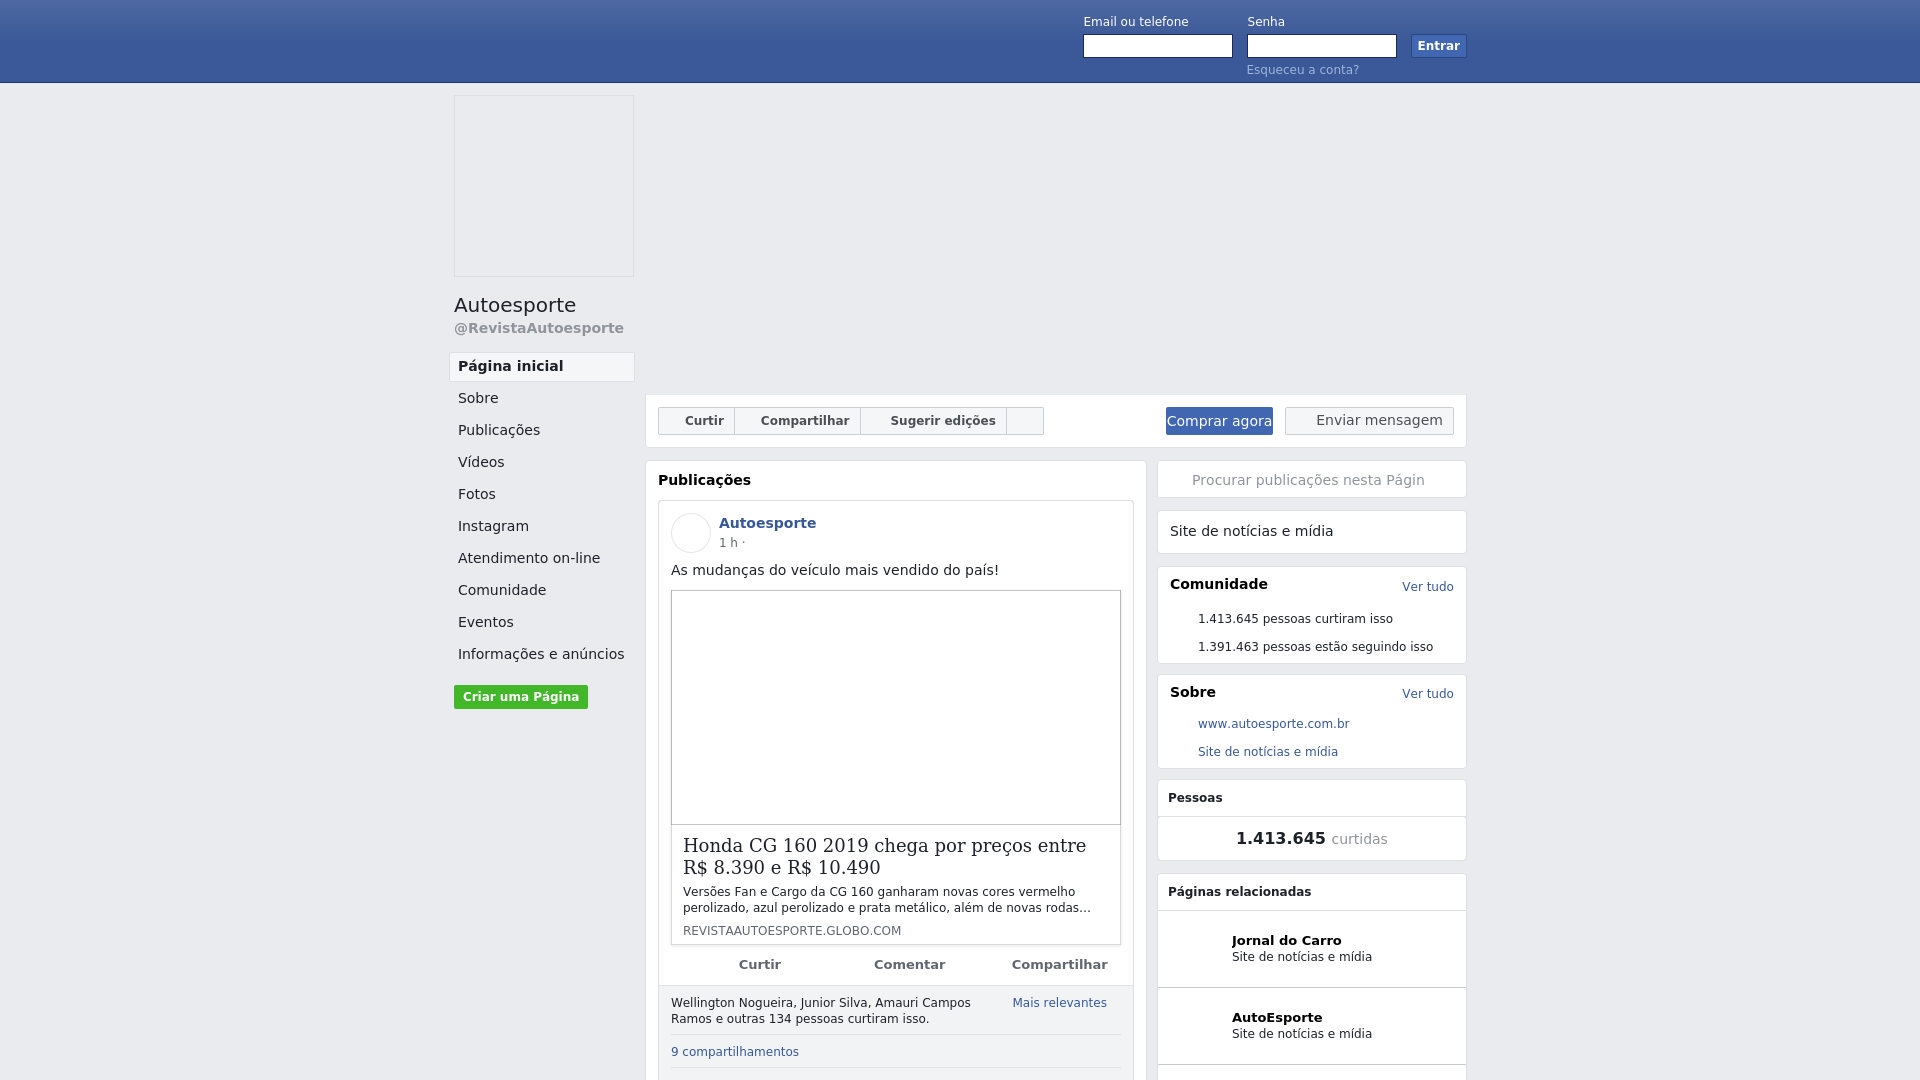 Email ou telefone
Senha
Entrar
Esqueceu a conta?
Autoesporte
@RevistaAutoesporte
Página inicial
Sobre
Publicações
Vídeos
Fotos
Instagram
Atendimento on-line
Comunidade
Eventos
Informações e anúncios
Criar uma Página
Curtir
Compartilhar
Sugerir edições
Comprar agora
Enviar mensagem
Publicações
Autoesporte
1 h ·
As mudanças do veículo mais vendido do país!
Honda CG 160 2019 chega por preços entre
R$ 8.390 e R$ 10.490
Versões Fan e Cargo da CG 160 ganharam novas cores vermelho
perolizado, azul perolizado e prata metálico, além de novas rodas…
REVISTAAUTOESPORTE.GLOBO.COM
Curtir
Comentar
Compartilhar
Wellington Nogueira, Junior Silva, Amauri Campos
Ramos e outras 134 pessoas curtiram isso.
Mais relevantes
9 compartilhamentos
Procurar publicações nesta Págin
Site de notícias e mídia
Comunidade
Ver tudo
1.413.645 pessoas curtiram isso
1.391.463 pessoas estão seguindo isso
Sobre
Ver tudo
www.autoesporte.com.br
Site de notícias e mídia
Pessoas
1.413.645 curtidas
Páginas relacionadas
Jornal do Carro
Site de notícias e mídia
AutoEsporte
Site de notícias e mídia